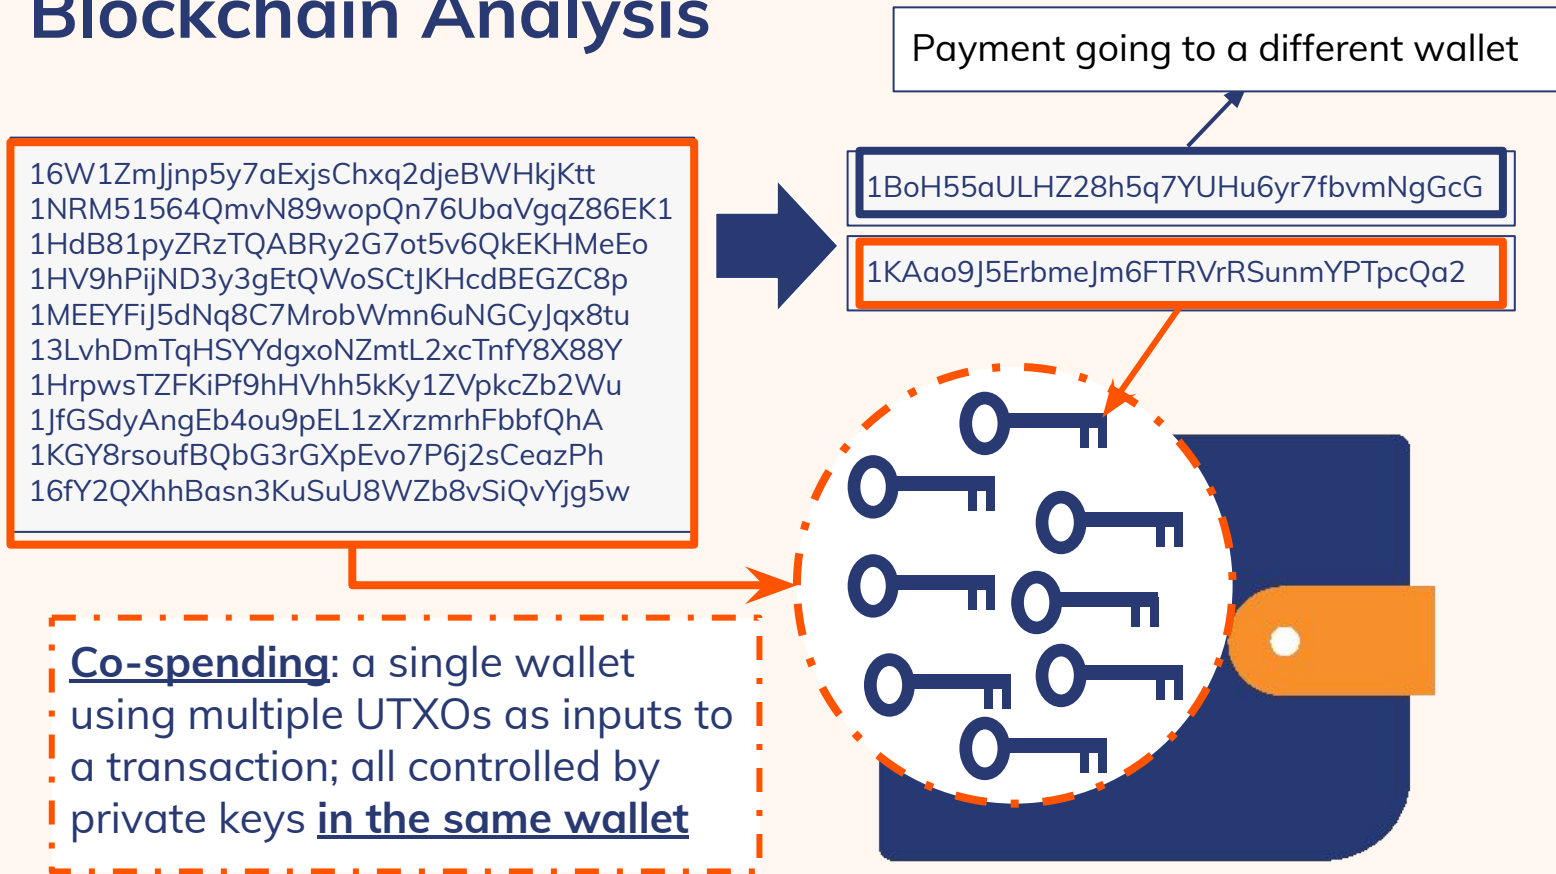 Blockchain Analysis
Payment going to a different wallet
16W1ZmJjnp5y7aExjsChxq2djeBWHkjKtt
1NRM51564QmvN89wopQn76UbaVgqZ86EK1
1HdB81pyZRzTQABRy2G7ot5v6QkEKHMeEo
1HV9hPijND3y3gEtQWoSCtJKHcdBEGZC8p
1MEEYFiJ5dNq8C7MrobWmn6uNGCyJqx8tu
13LvhDmTqHSYYdgxoNZmtL2xcTnfY8X88Y
1HrpwsTZFKiPf9hHVhh5kKy1ZVpkcZb2Wu
1JfGSdyAngEb4ou9pEL1zXrzmrhFbbfQhA
1KGY8rsoufBQbG3rGXpEvo7P6j2sCeazPh
16fY2QXhhBasn3KuSuU8WZb8vSiQvYjg5w
1BoH55aULHZ28h5q7YUHu6yr7fbvmNgGcG
1KAao9J5ErbmeJm6FTRVrRSunmYPTpcQa2
Co-spending: a single wallet
using multiple UTXOs as inputs to
a transaction; all controlled by
private keys in the same wallet